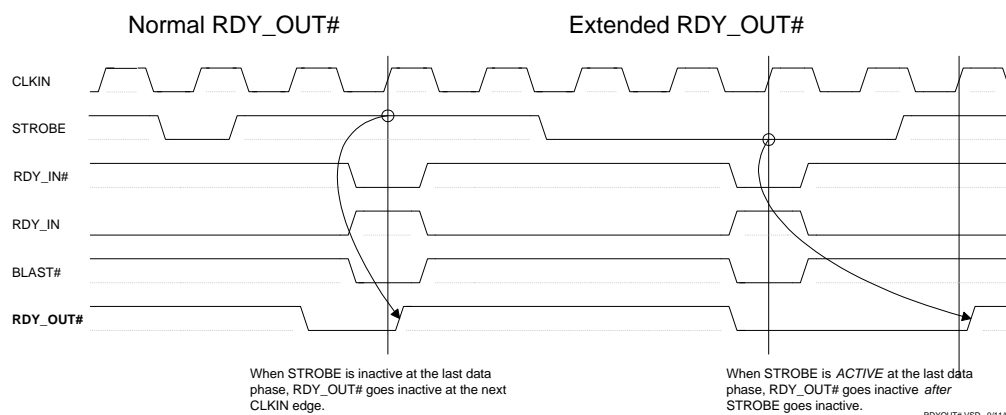 Normal RDY_OUT#
Extended RDY_OUT#
CLKIN
STROBE
RDY_IN#
RDY_IN
BLAST#
RDY_OUT#
When STROBE is inactive at the last data
phase, RDY_OUT# goes inactive at the next
CLKIN edge.
When STROBE is ACTIVE at the last data
phase, RDY_OUT# goes inactive after
STROBE goes inactive.